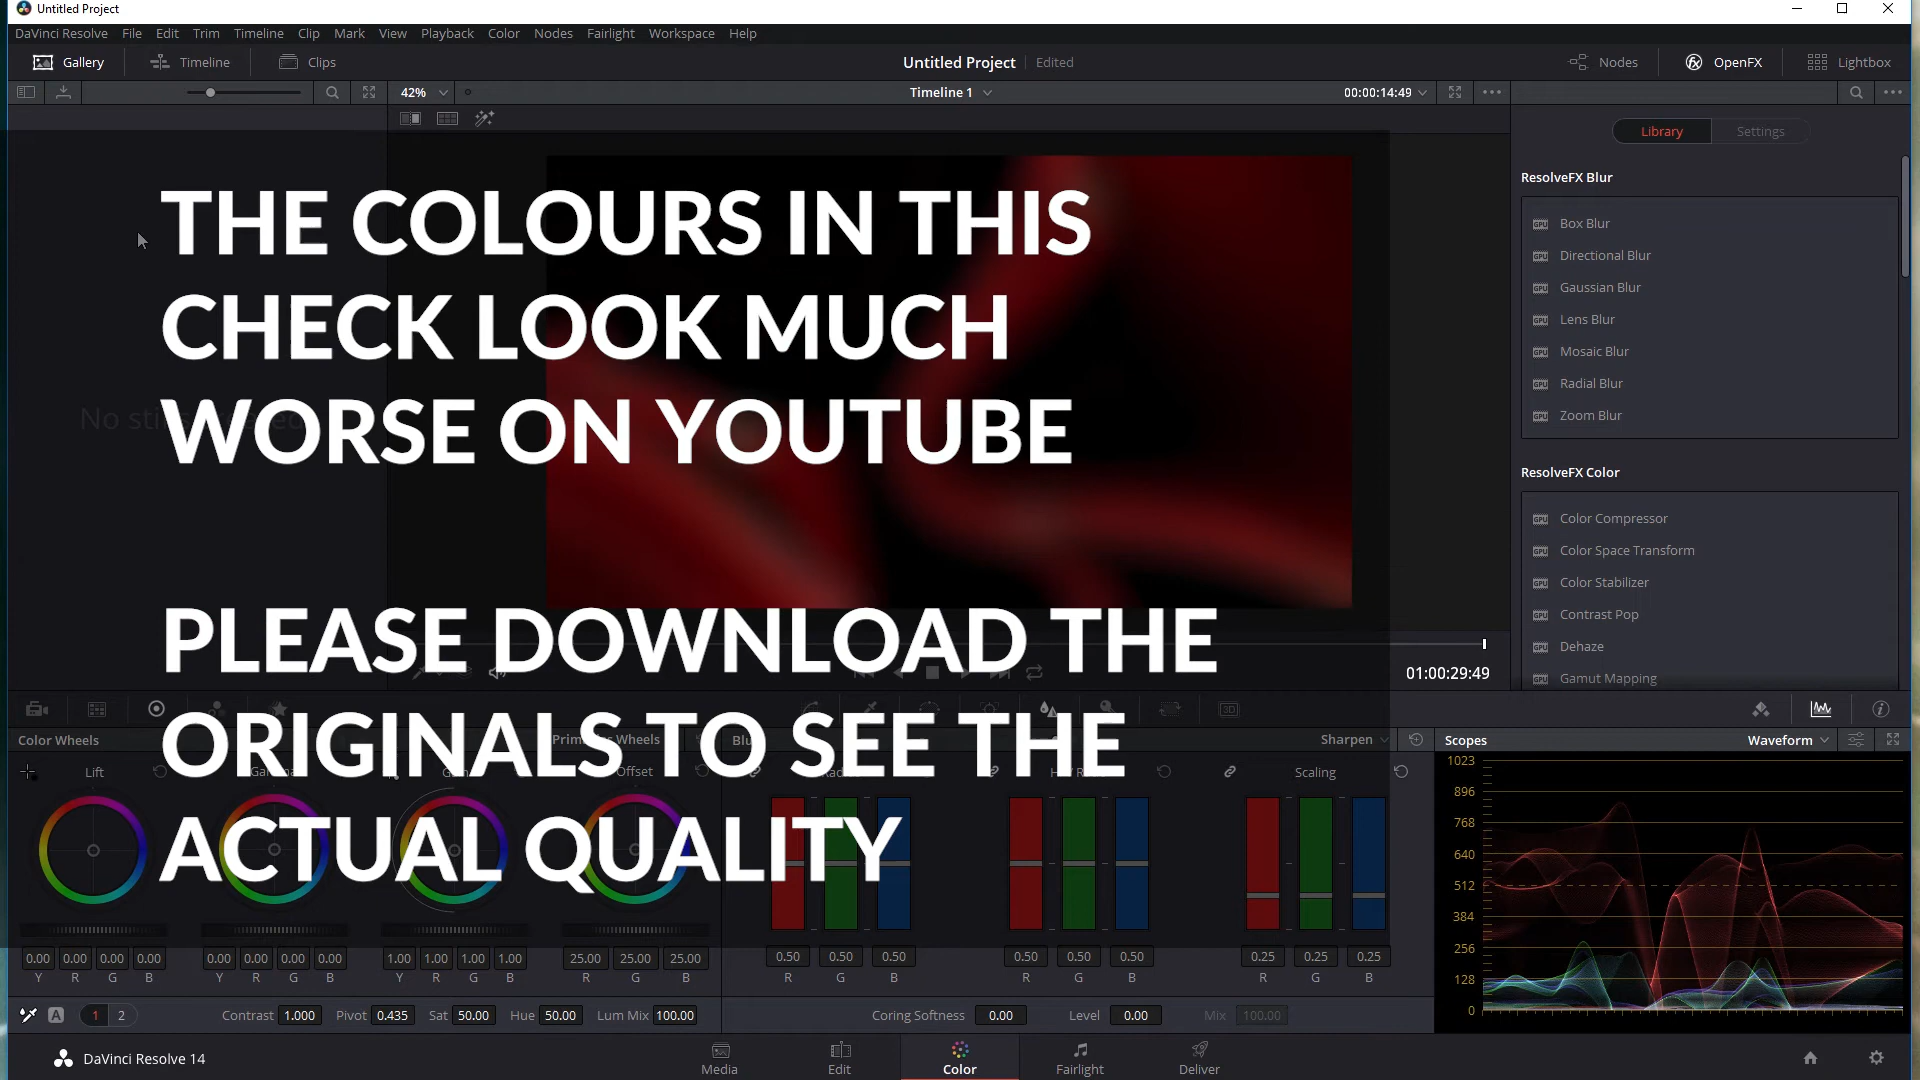 Untitled Project
DaVinci Resolve File Edit Trim Timeline Clip Mark View Playback Color Nodes Fairlight Workspace Help
Gallery Timeline Clips Untitled Project Edited Nodes OpenFX Lightbox
42% Timeline 1 00:00:14:49
Library Settings
THE COLOURS IN THIS
CHECK LOOK MUCH
WORSE ON YOUTUBE
PLEASE DOWNLOAD THE
ORIGINALS TO SEE THE
ACTUAL QUALITY
ResolveFX Blur
Box Blur
Directional Blur
Gaussian Blur
Lens Blur
Mosaic Blur
Radial Blur
Zoom Blur
ResolveFX Color
Color Compressor
Color Space Transform
Color Stabilizer
Contrast Pop
Dehaze
Gamut Mapping
01:00:29:49
3D
Color Wheels Wheels Sharpen
Lift Offset Scaling
0.00 0.00 0.00 0.00 0.00 0.00 0.00 0.00 1.00 1.00 1.00 1.00 25.00 25.00 25.00 0.50 0.50 0.50 0.50 0.50 0.50 0.25 0.25 0.25
Y R G B Y R G B Y R G B R G B R G B R G B R G B
A 1 2 Contrast 1.000 Pivot 0.435 Sat 50.00 Hue 50.00 Lum Mix 100.00 Coring Softness 0.00 Level 0.00 Mix 100.00
Scopes Waveform
1023
896
768
640
512
384
256
128
0
DaVinci Resolve 14 Media Edit Color Fairlight Deliver